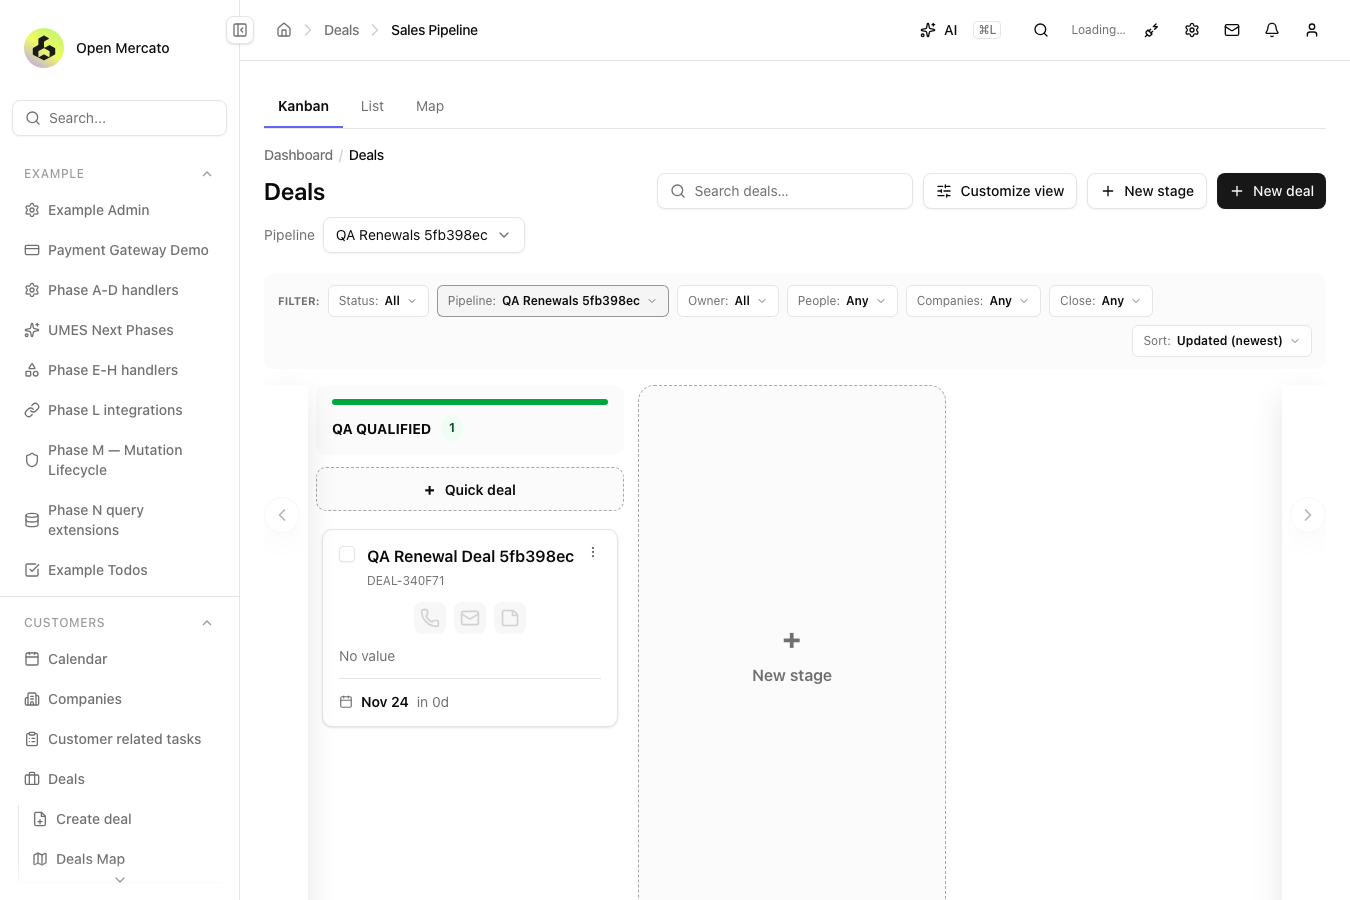 Open Mercato
Search...
EXAMPLE
Example Admin
Payment Gateway Demo
Phase A-D handlers
UMES Next Phases
Phase E-H handlers
Phase L integrations
Phase M — Mutation
Lifecycle
Phase N query
extensions
Example Todos
CUSTOMERS
Calendar
Companies
Customer related tasks
Deals
Create deal
Deals Map
Deals
Sales Pipeline
AI ⌘L
Loading...
Kanban List Map
Dashboard / Deals
Deals
Search deals...
Customize view
New stage
New deal
Pipeline QA Renewals 5fb398ec
FILTER: Status: All Pipeline: QA Renewals 5fb398ec Owner: All People: Any Companies: Any Close: Any
Sort: Updated (newest)
QA QUALIFIED 1
+ Quick deal
QA Renewal Deal 5fb398ec
DEAL-340F71
No value
Nov 24 in 0d
+
New stage